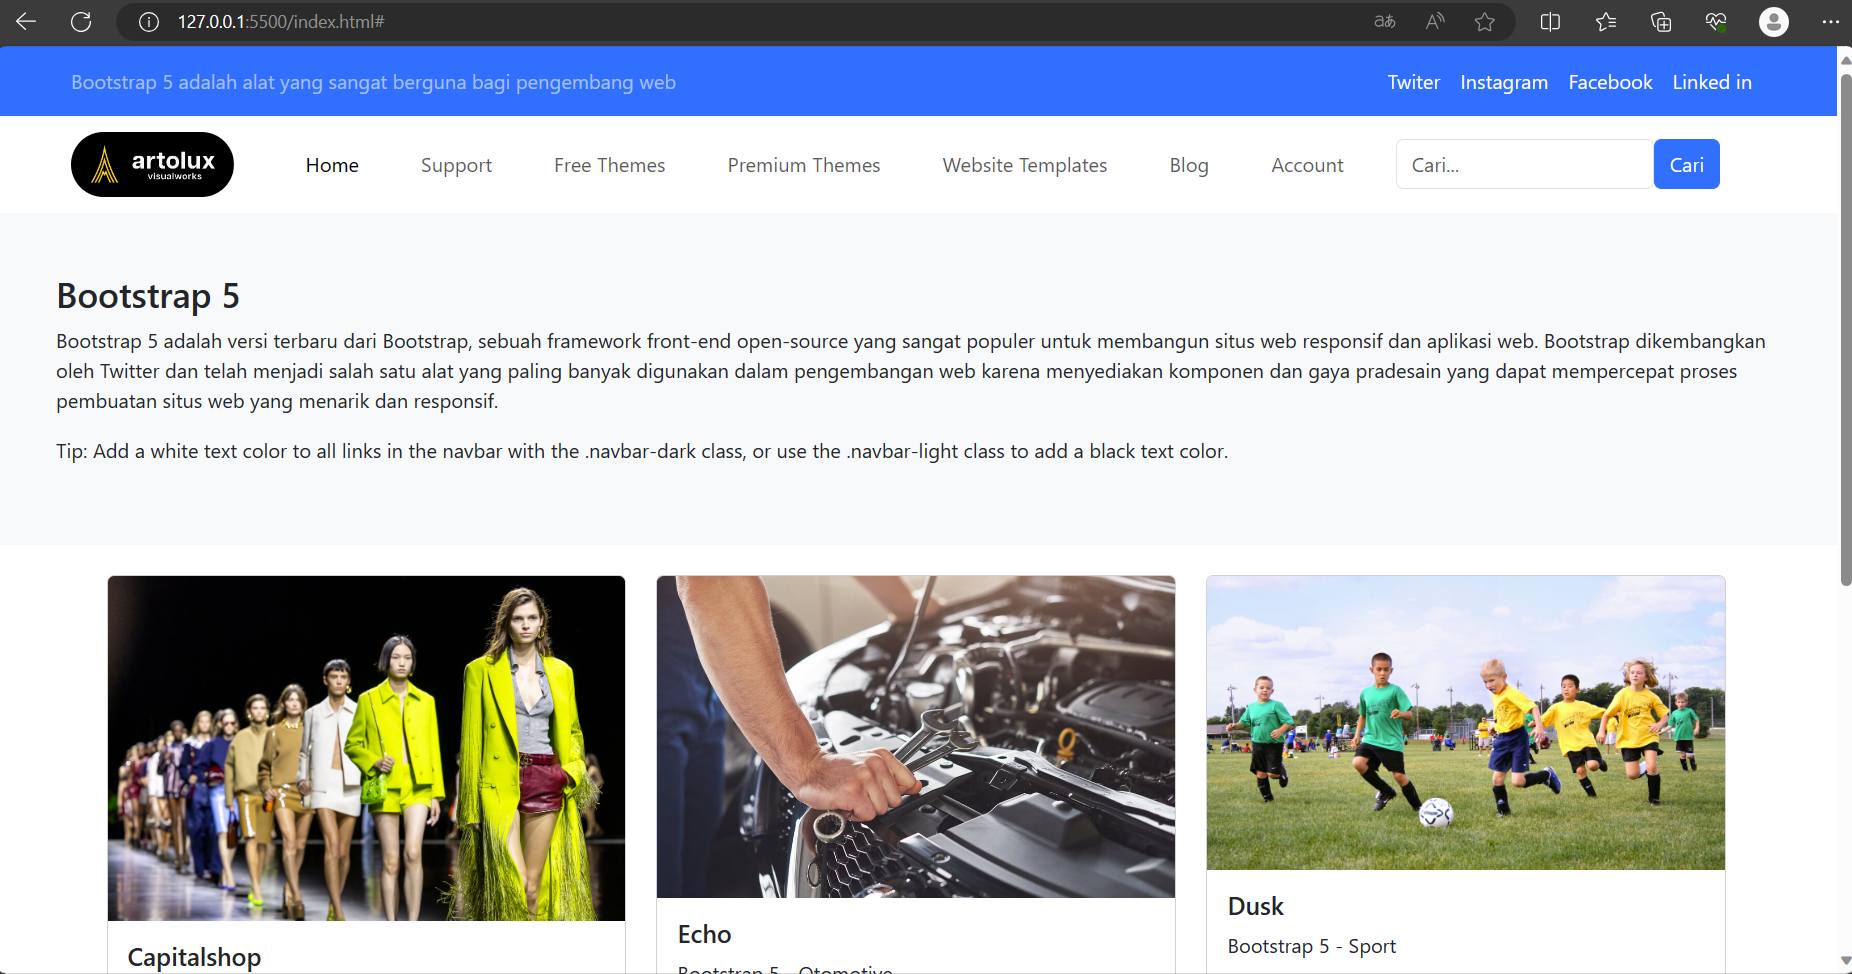 127.0.0.1:5500/index.html#
Bootstrap 5 adalah alat yang sangat berguna bagi pengembang web
Twiter Instagram Facebook Linked in
artolux
visualworks
Home Support Free Themes Premium Themes Website Templates Blog Account Cari... Cari
Bootstrap 5
Bootstrap 5 adalah versi terbaru dari Bootstrap, sebuah framework front-end open-source yang sangat populer untuk membangun situs web responsif dan aplikasi web. Bootstrap dikembangkan
oleh Twitter dan telah menjadi salah satu alat yang paling banyak digunakan dalam pengembangan web karena menyediakan komponen dan gaya pradesain yang dapat mempercepat proses
pembuatan situs web yang menarik dan responsif.
Tip: Add a white text color to all links in the navbar with the .navbar-dark class, or use the .navbar-light class to add a black text color.
Capitalshop
Echo
Bootstrap 5 - Otomotive
Dusk
Bootstrap 5 - Sport